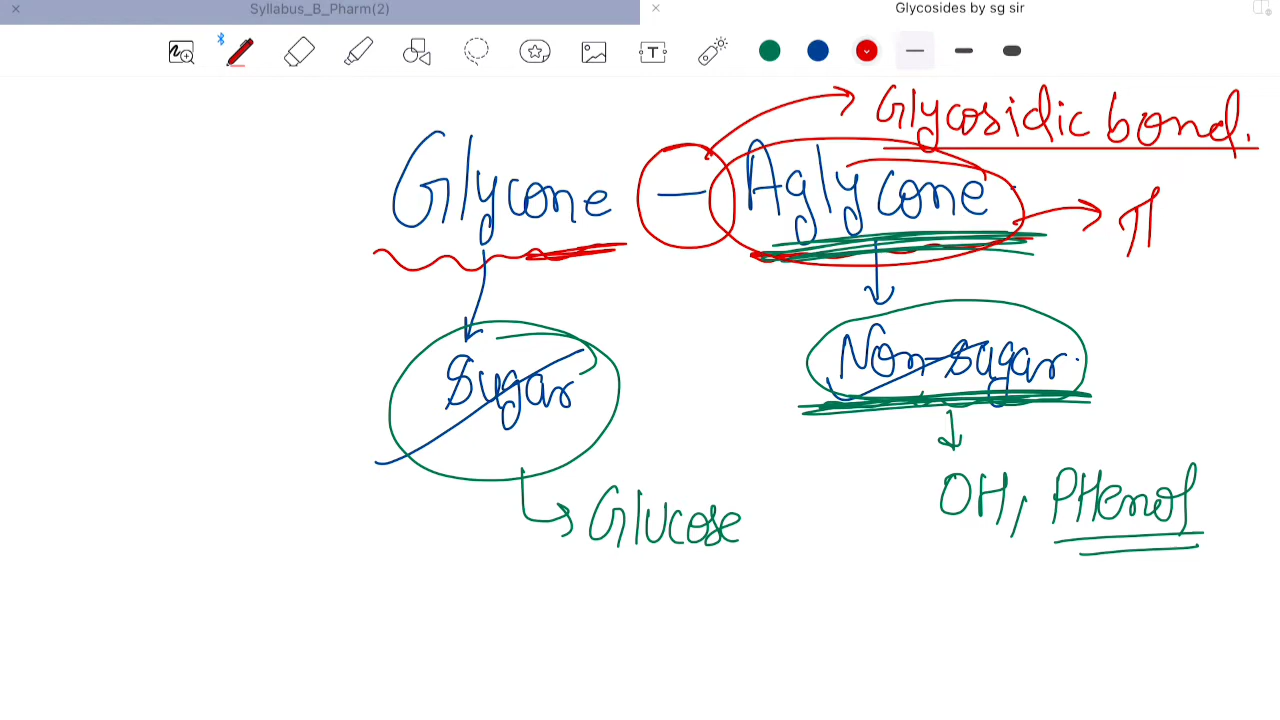 Syllabus_B_Pharm(2)
Glycosides by sg sir
Glycosidic bond.
Glycone - Aglycone
Sugar
Non-Sugar
Glucose
OH, PHenol